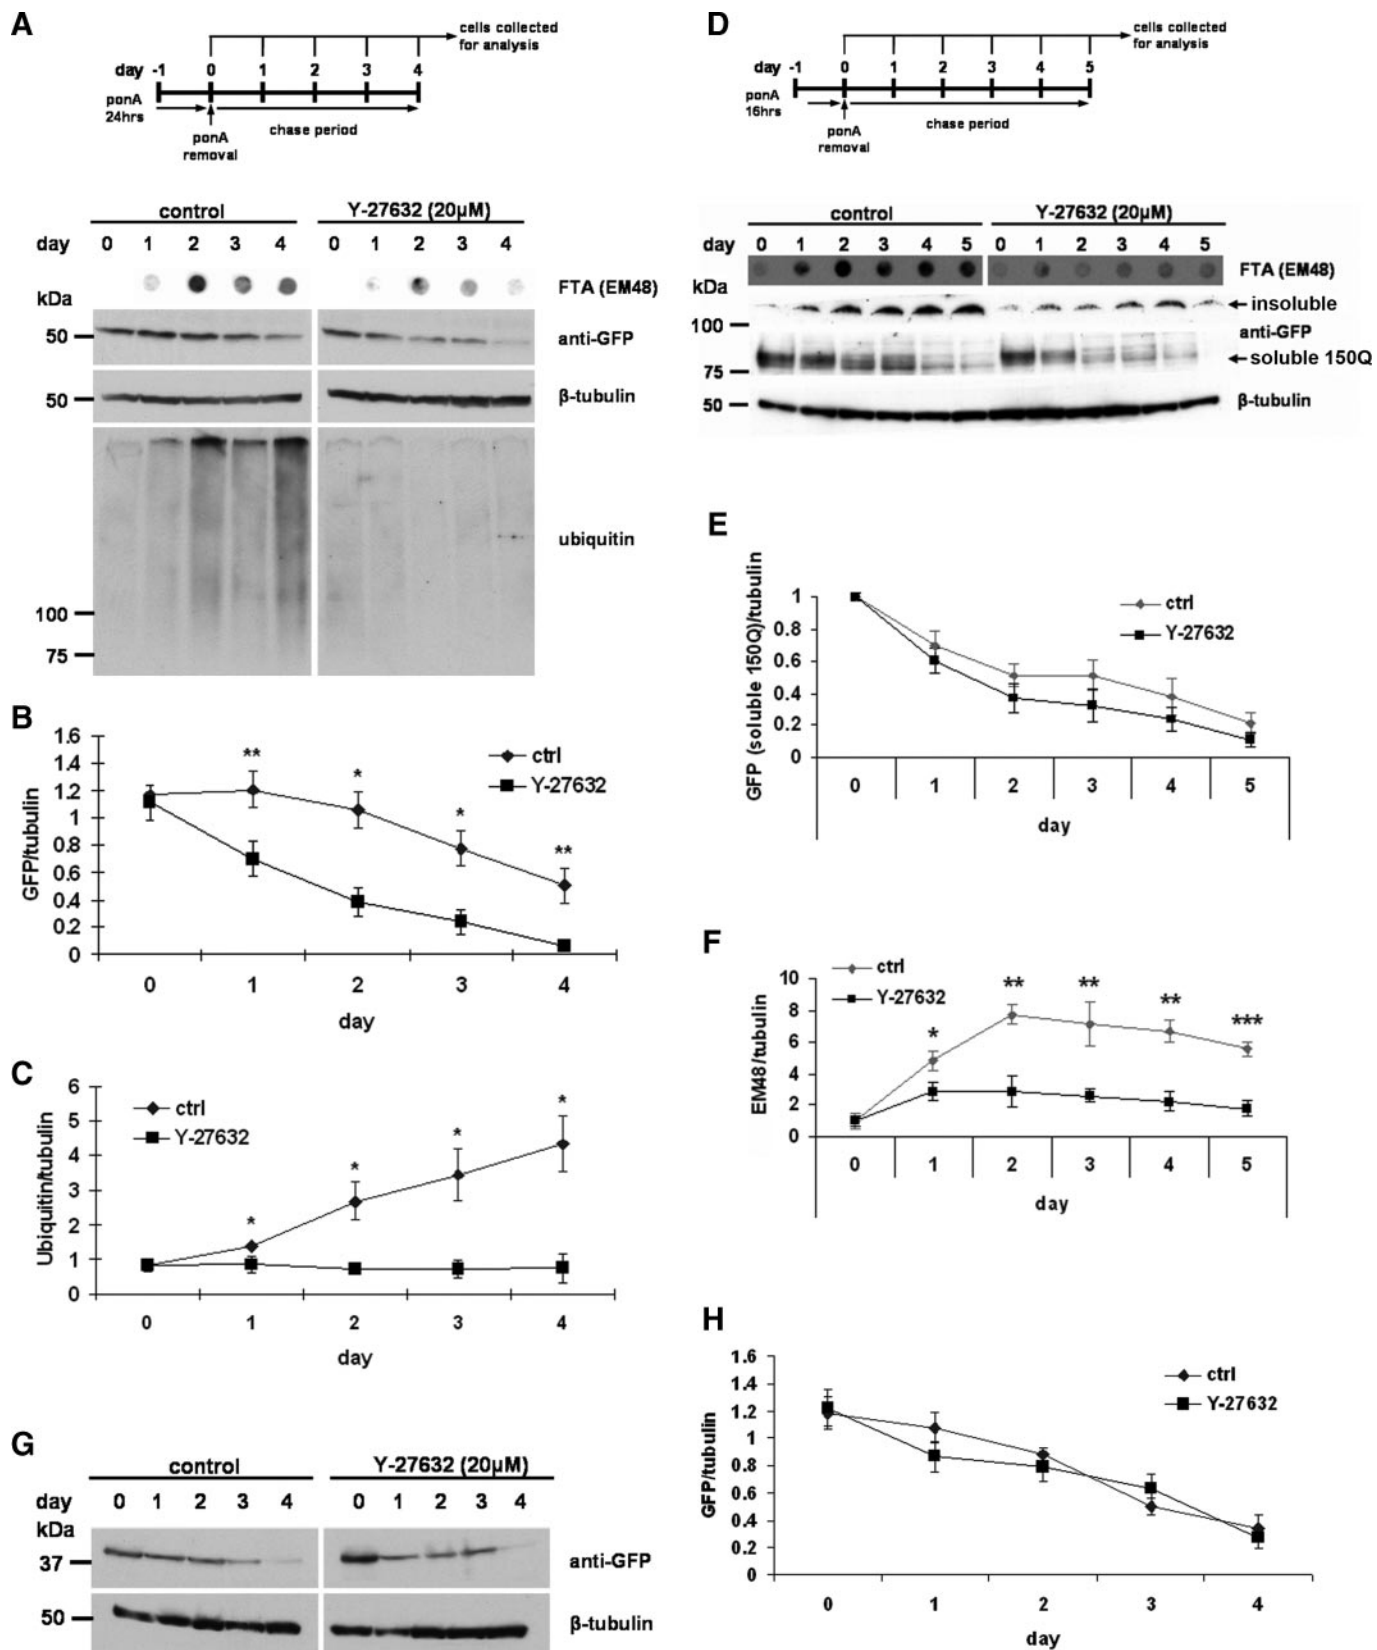 A
cells collected
for analysis
day -1 0 1 2 3 4
ponA
24hrs
chase period
ponA
removal
control Y-27632 (20μM)
day 0 1 2 3 4 0 1 2 3 4
FTA (EM48)
kDa
50
anti-GFP
50
β-tubulin
ubiquitin
100
75
B
1.6
1.4
1.2
1
0.8
0.6
0.4
0.2
0
GFP/tubulin
ctrl
Y-27632
** * * **
0 1 2 3 4
day
C
6
5
4
3
2
1
0
Ubiquitin/tubulin
ctrl
Y-27632
* * * *
0 1 2 3 4
day
G
control Y-27632 (20μM)
day 0 1 2 3 4 0 1 2 3 4
kDa
37
anti-GFP
50
β-tubulin
D
cells collected
for analysis
day -1 0 1 2 3 4 5
ponA
16hrs
chase period
ponA
removal
control Y-27632 (20μM)
day 0 1 2 3 4 5 0 1 2 3 4 5
FTA (EM48)
kDa
insoluble
100
anti-GFP
soluble 150Q
75
50
β-tubulin
E
1
0.8
0.6
0.4
0.2
0
GFP (soluble 150Q)/tubulin
ctrl
Y-27632
0 1 2 3 4 5
day
F
ctrl
Y-27632
10
8
6
4
2
0
EM48/tubulin
* ** ** ** ***
0 1 2 3 4 5
day
H
1.6
1.4
1.2
1
0.8
0.6
0.4
0.2
0
GFP/tubulin
ctrl
Y-27632
0 1 2 3 4
day